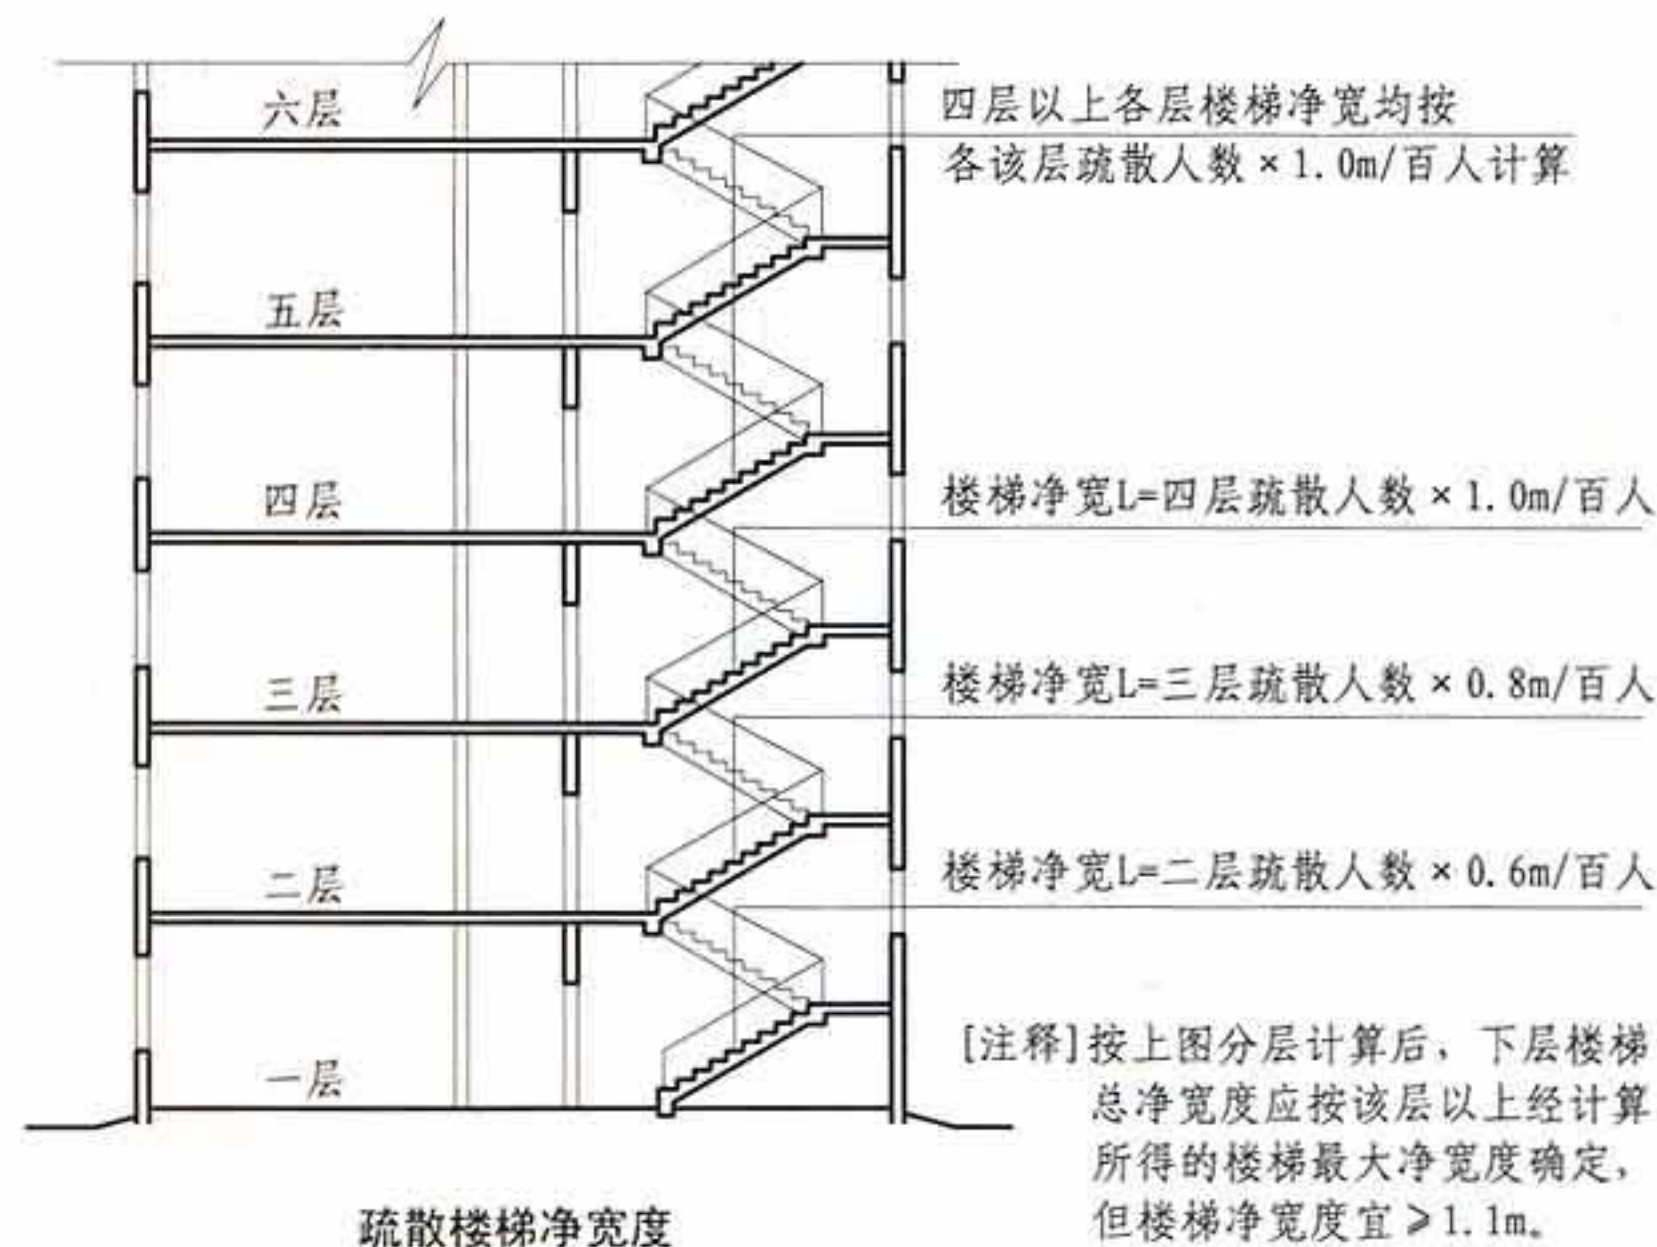 六层
四层以上各层楼梯净宽均按
各该层疏散人数×1.0m/百人计算
五层
四层
楼梯净宽L=四层疏散人数×1.0m/百人
三层
楼梯净宽L=三层疏散人数×0.8m/百人
二层
楼梯净宽L=二层疏散人数×0.6m/百人
一层
[注释]按上图分层计算后，下层楼梯
总净宽度应按该层以上经计算
所得的楼梯最大净宽度确定，
但楼梯净宽度宜≥1.1m。
疏散楼梯净宽度